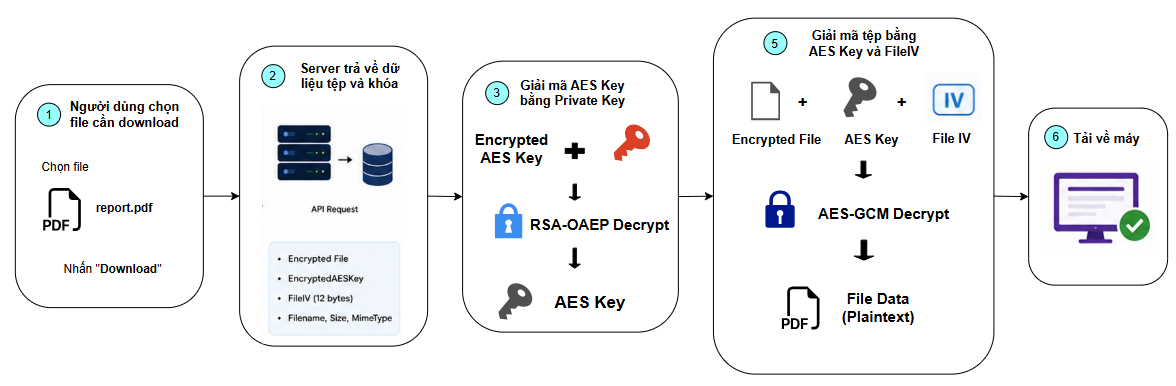 1
Người dùng chọn
file cần download
Chọn file
PDF
report.pdf
Nhấn "Download"
2
Server trả về dữ
liệu tệp và khóa
API Request
• Encrypted File
• EncryptedAESKey
• FileIV (12 bytes)
• Filename, Size, MimeType
3
Giải mã AES Key
bằng Private Key
Encrypted
AES Key
+
RSA-OAEP Decrypt
AES Key
5
Giải mã tệp bằng
AES Key và FileIV
+
+
IV
Encrypted File
AES Key
File IV
AES-GCM Decrypt
PDF
File Data
(Plaintext)
6
Tải về máy